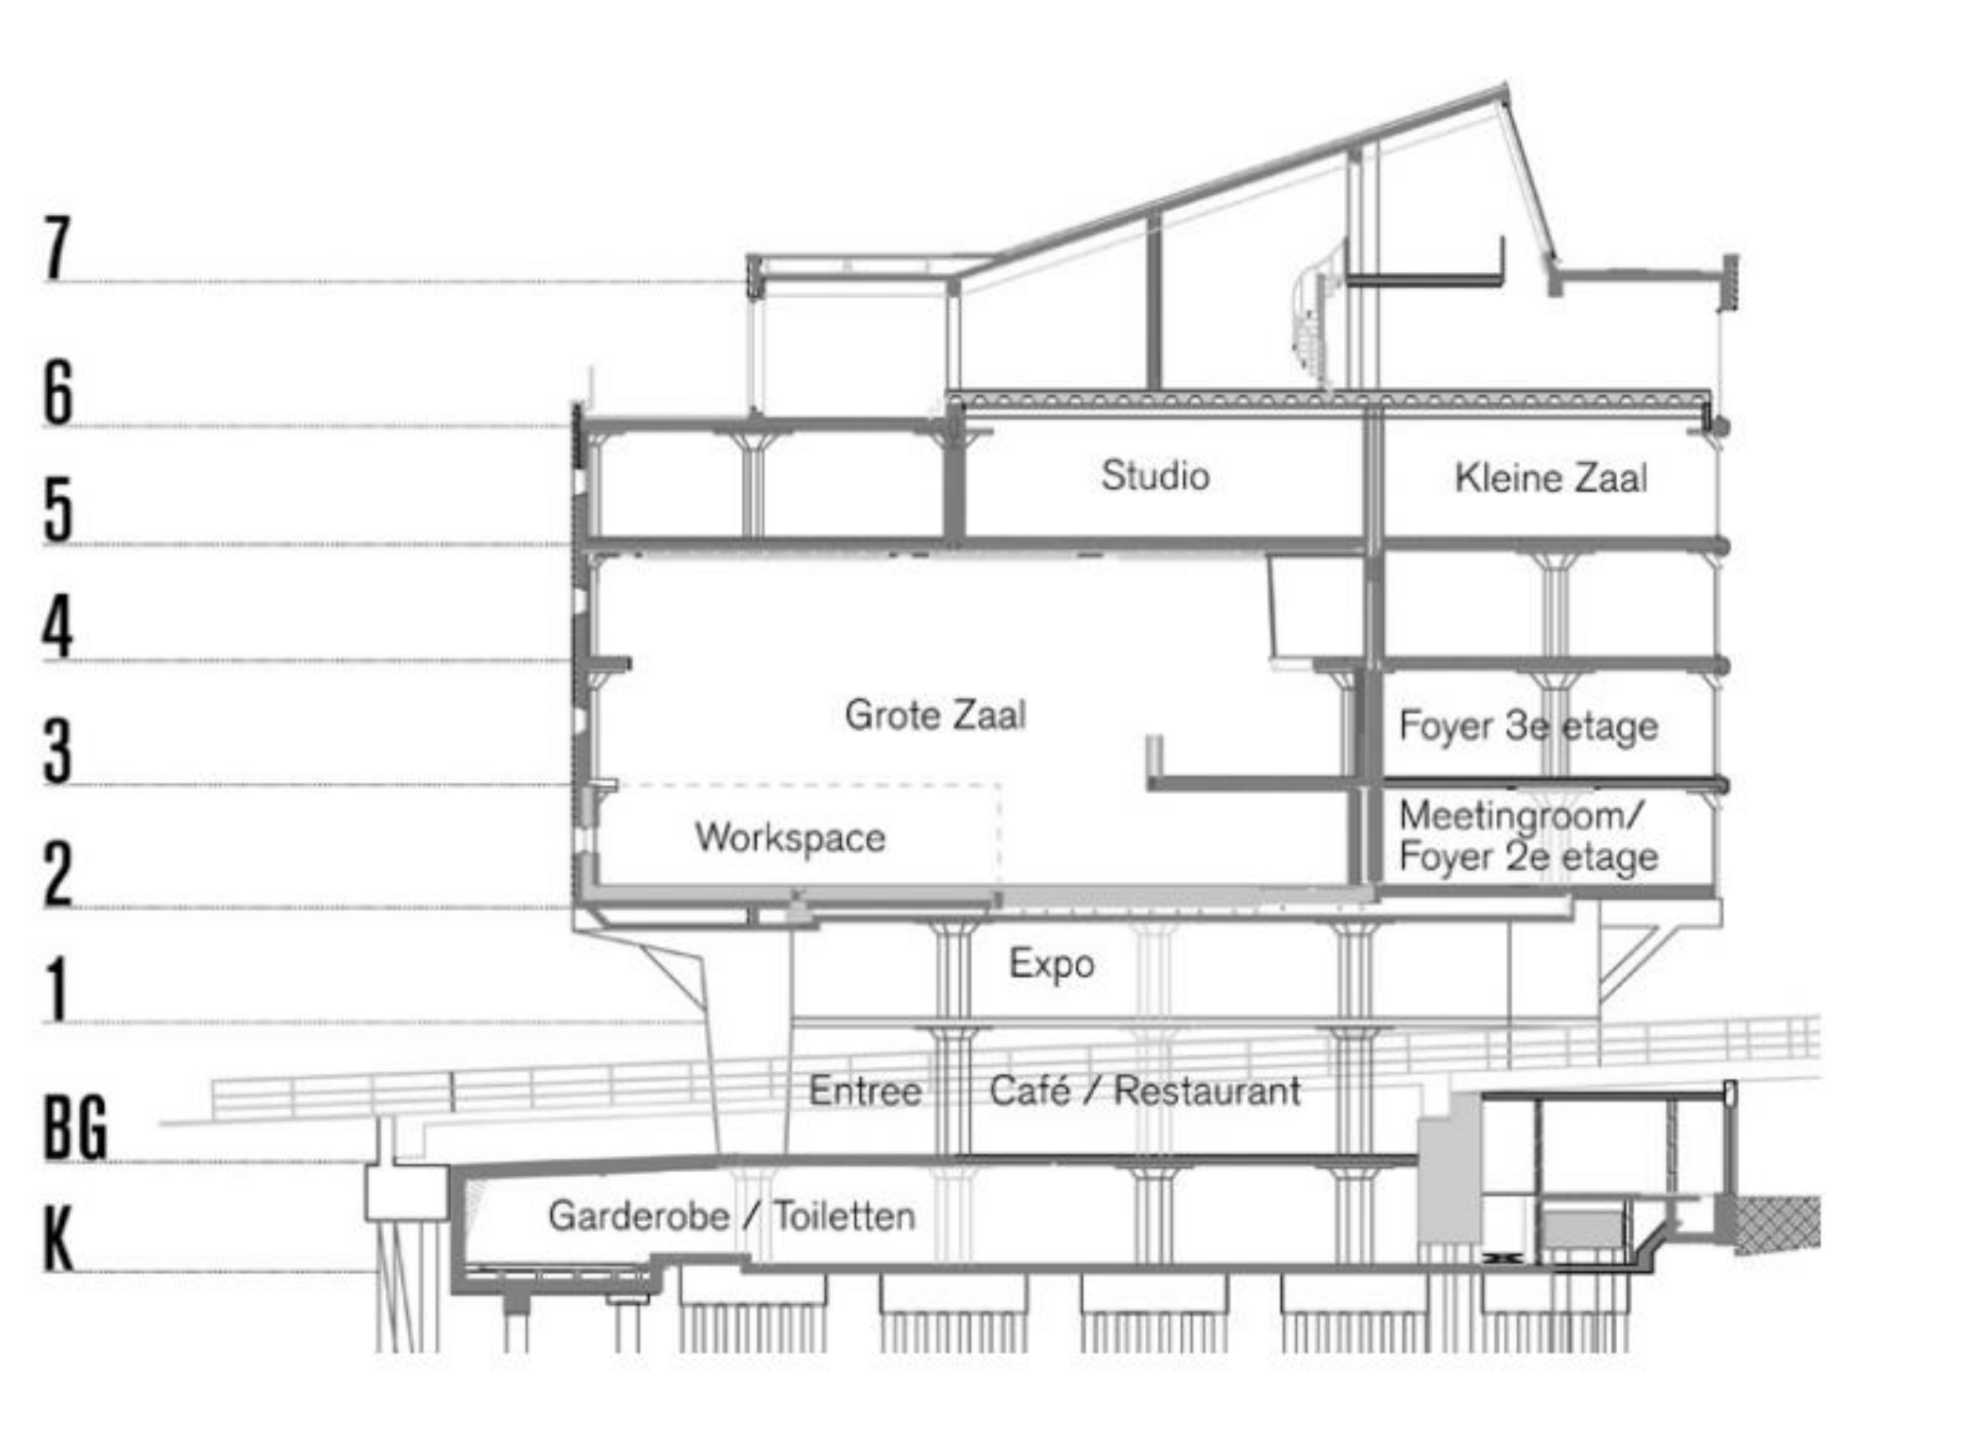 7
6
5
Studio
Kleine Zaal
4
Grote Zaal
3
Foyer 3e etage
Workspace
Meetingroom/
Foyer 2e etage
2
Expo
1
Entree
Café / Restaurant
BG
Garderobe / Toiletten
K